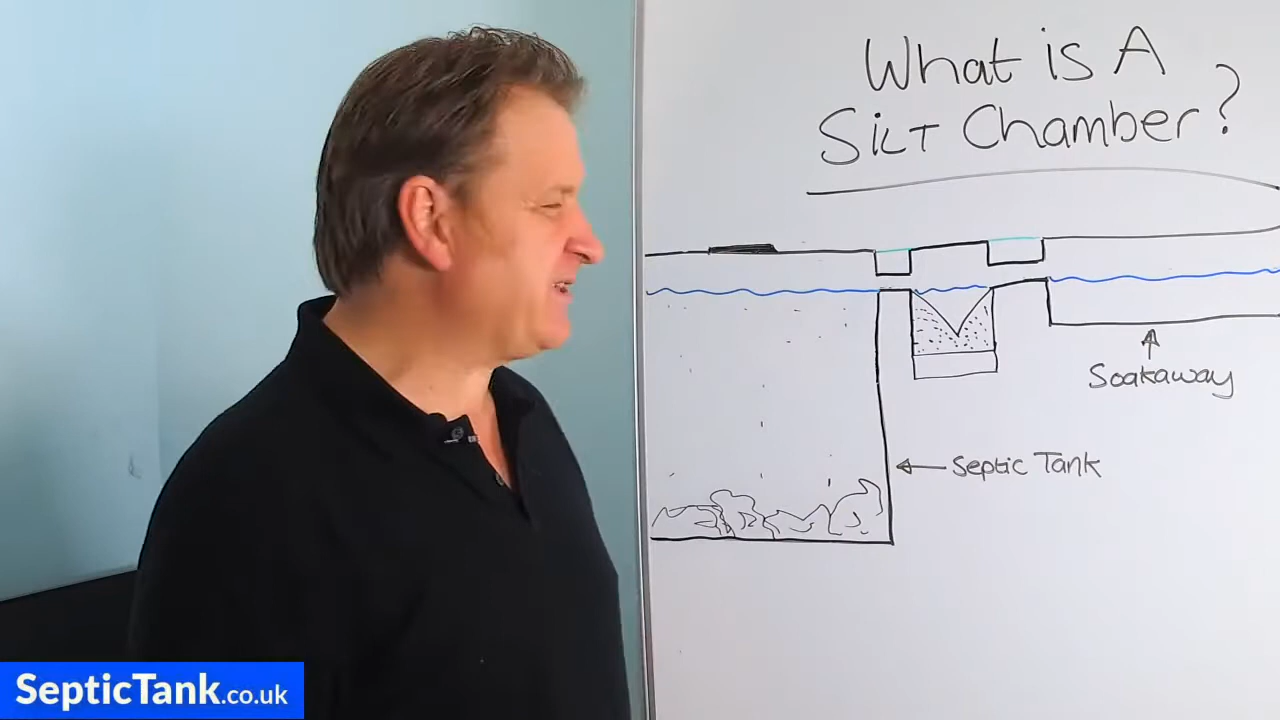 What is A
Silt Chamber?
Soakaway
Septic Tank
SepticTank.co.uk